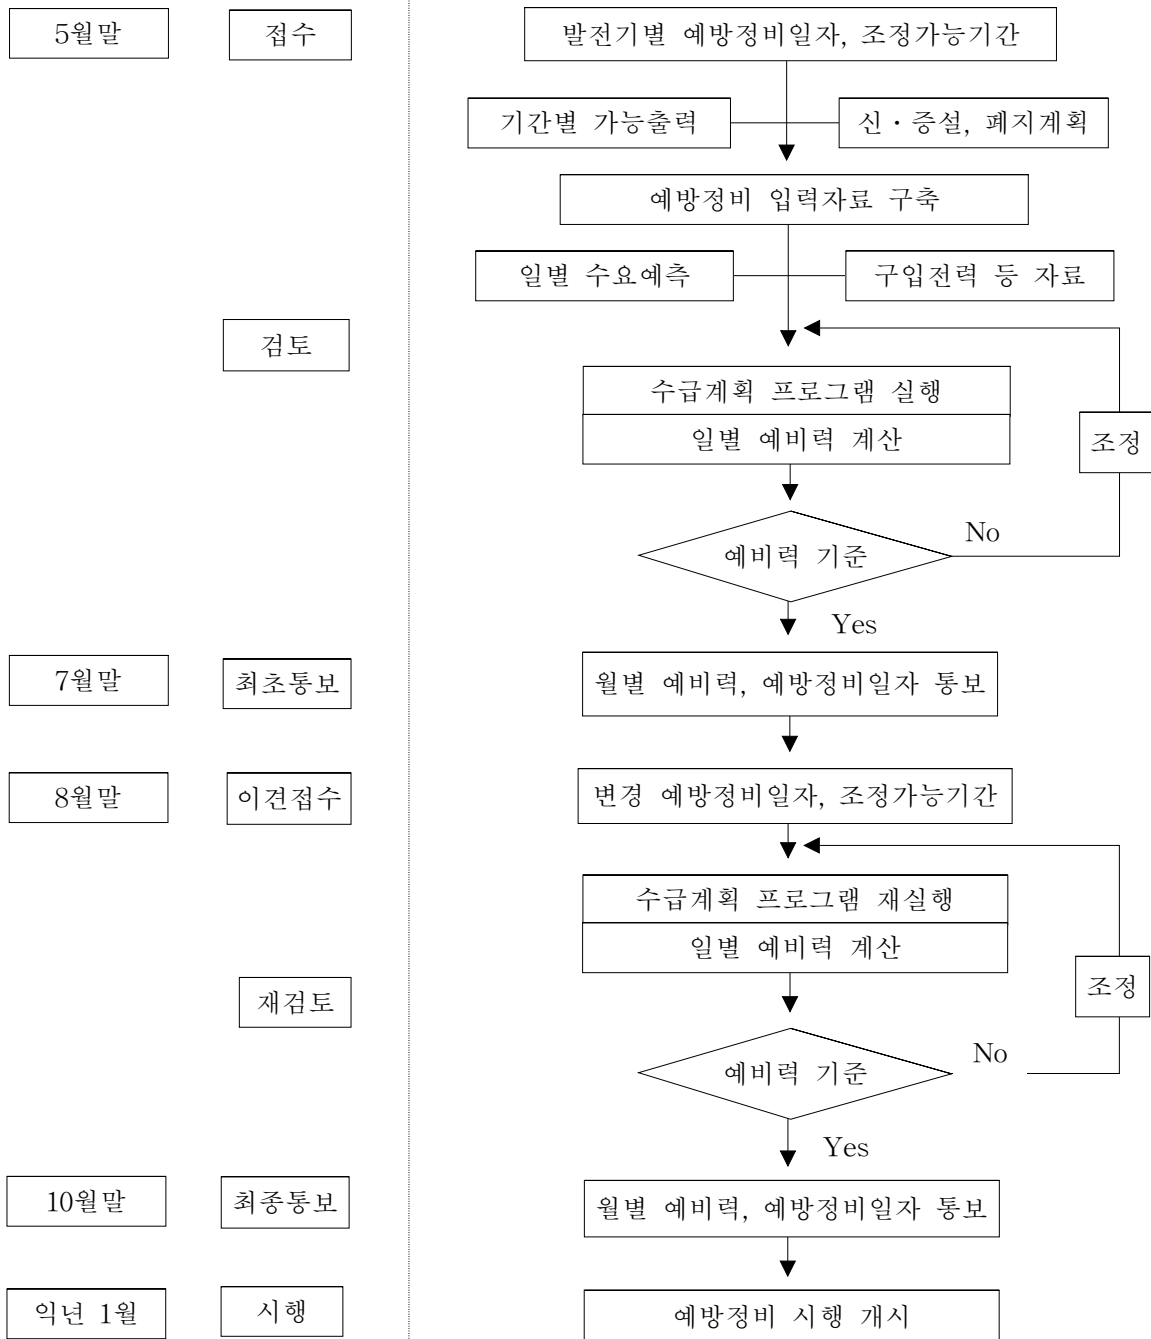 5월말
접수
발전기별 예방정비일자, 조정가능기간
기간별 가능출력
신·증설, 폐지계획
예방정비 입력자료 구축
일별 수요예측
구입전력 등 자료
검토
수급계획 프로그램 실행
일별 예비력 계산
조정
예비력 기준
No
Yes
7월말
최초통보
월별 예비력, 예방정비일자 통보
8월말
이견접수
변경 예방정비일자, 조정가능기간
수급계획 프로그램 재실행
일별 예비력 계산
재검토
조정
예비력 기준
No
Yes
10월말
최종통보
월별 예비력, 예방정비일자 통보
익년 1월
시행
예방정비 시행 개시